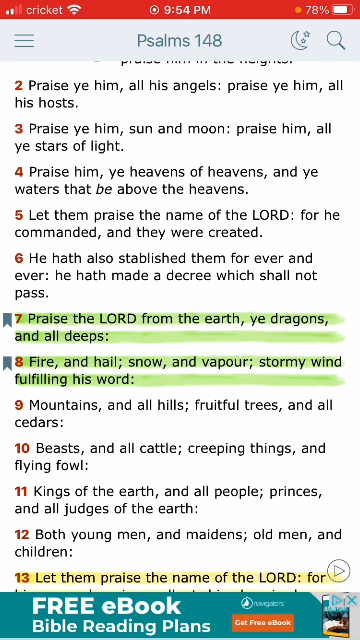 cricket 9:54 PM 78%
Psalms 148
praise him in the heights.
2 Praise ye him, all his angels: praise ye him, all
his hosts.
3 Praise ye him, sun and moon: praise him, all
ye stars of light.
4 Praise him, ye heavens of heavens, and ye
waters that be above the heavens.
5 Let them praise the name of the LORD: for he
commanded, and they were created.
6 He hath also stablished them for ever and
ever: he hath made a decree which shall not
pass.
7 Praise the LORD from the earth, ye dragons,
and all deeps:
8 Fire, and hail; snow, and vapour; stormy wind
fulfilling his word:
9 Mountains, and all hills; fruitful trees, and all
cedars:
10 Beasts, and all cattle; creeping things, and
flying fowl:
11 Kings of the earth, and all people; princes,
and all judges of the earth:
12 Both young men, and maidens; old men, and
children:
13 Let them praise the name of the LORD: for
FREE eBook
Bible Reading Plans
navigators
Get Free eBook